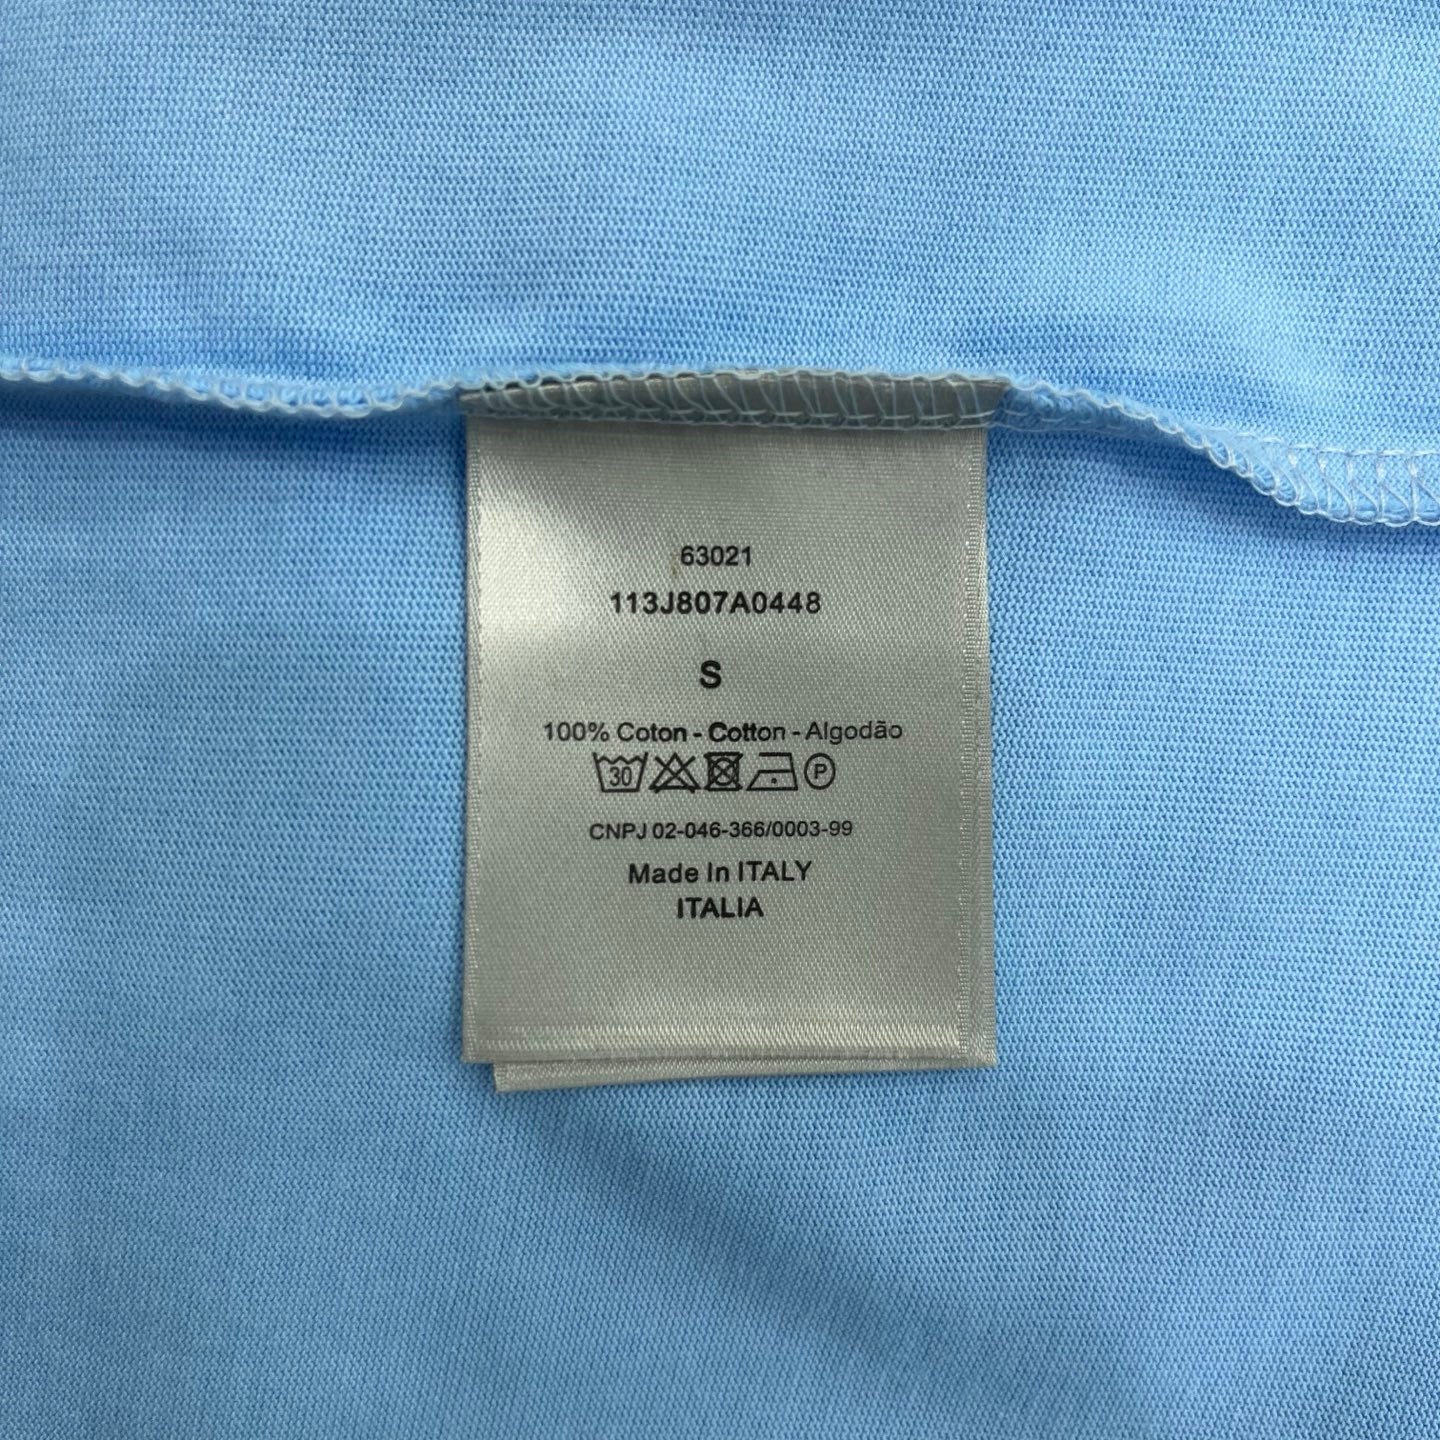 63021
113J807A0448
S
100% Coton - Cotton - Algodão
30 P
CNPJ 02-046-366/0003-99
Made In ITALY
ITALIA